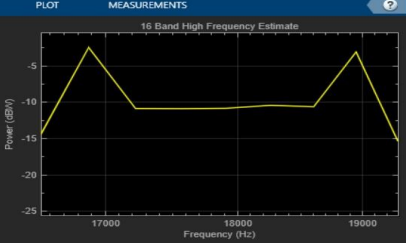 PLOT MEASUREMENTS ?
16 Band High Frequency Estimate
-5
-10
-15
-20
-25
Power (dBW)
17000 18000 19000
Frequency (Hz)